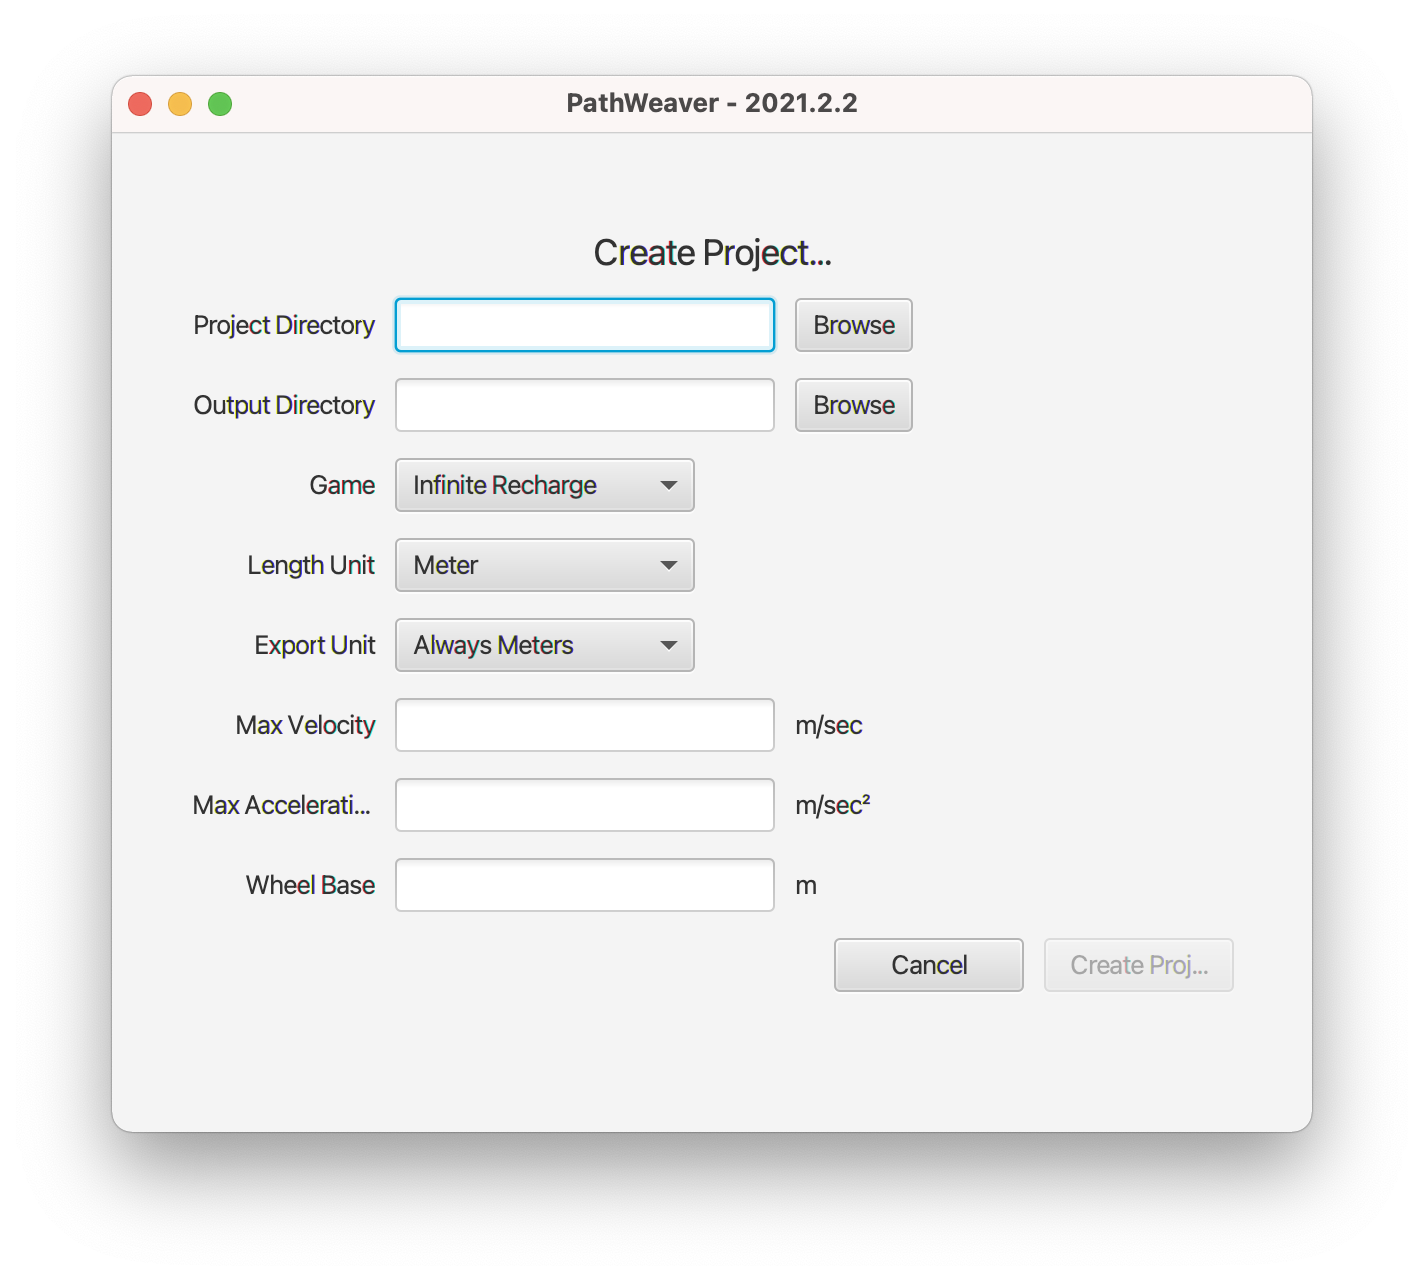 PathWeaver - 2021.2.2
Create Project...
Project Directory Browse
Output Directory Browse
Game Infinite Recharge
Length Unit Meter
Export Unit Always Meters
Max Velocity m/sec
Max Accelerati... m/sec²
Wheel Base m
Cancel Create Proj...